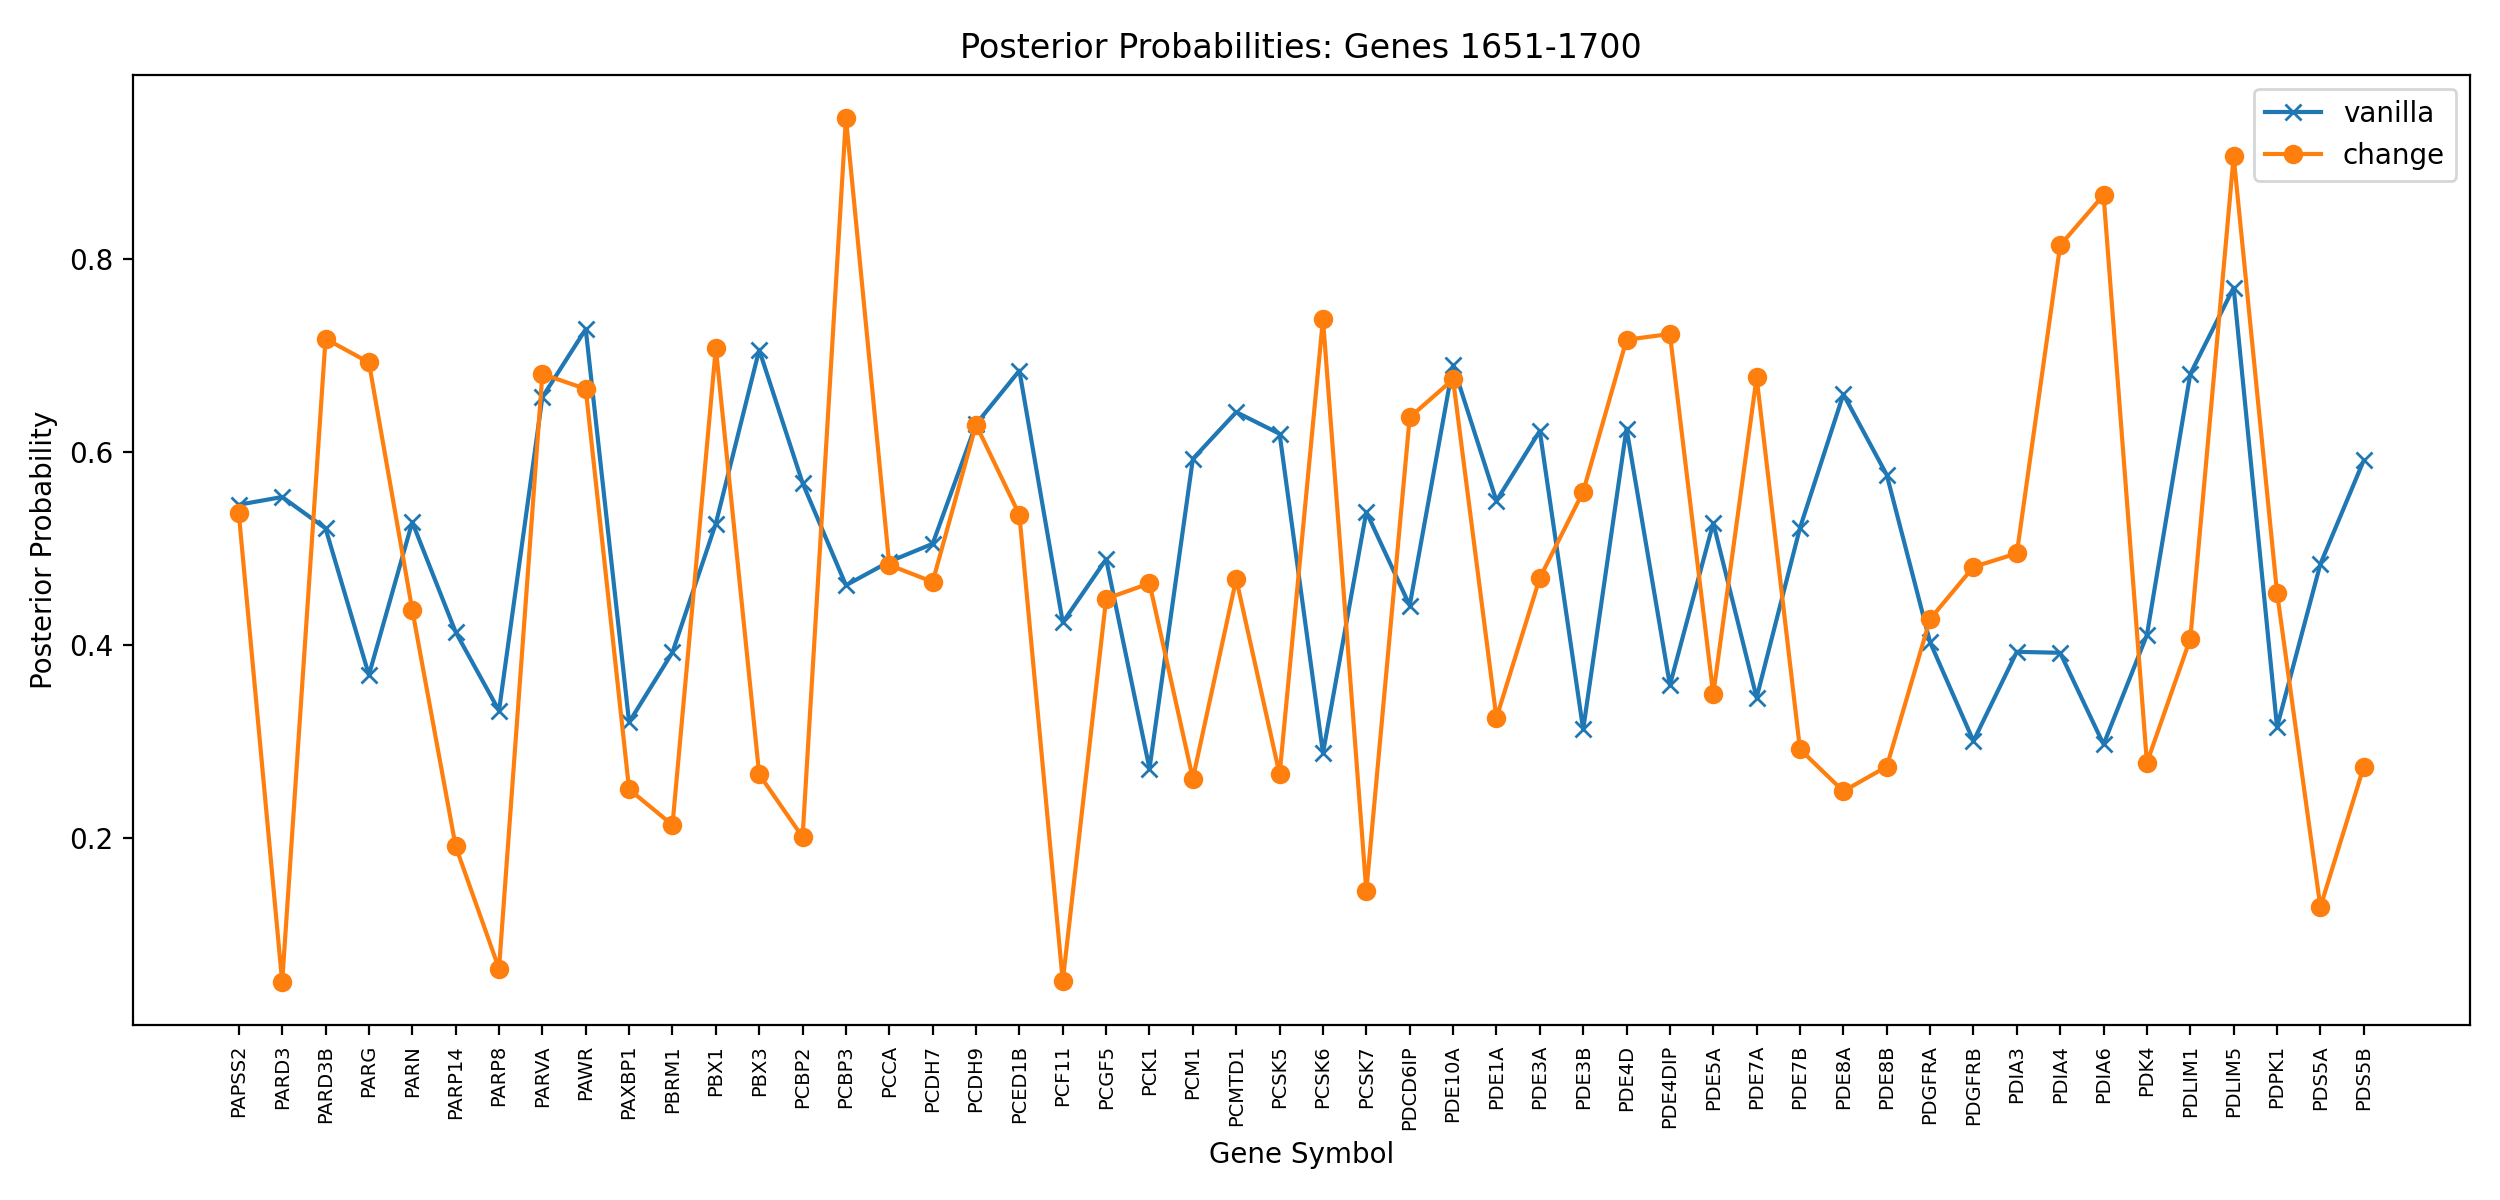 Posterior Probabilities: Genes 1651-1700
vanilla
change
Posterior Probability
0.8
0.6
0.4
0.2
PAPSS2
PARD3
PARD3B
PARG
PARN
PARP14
PARP8
PARVA
PAWR
PAXBP1
PBRM1
PBX1
PBX3
PCBP2
PCBP3
PCCA
PCDH7
PCDH9
PCED1B
PCF11
PCGF5
PCK1
PCM1
PCMTD1
PCSK5
PCSK6
PCSK7
PDCD6IP
PDE10A
PDE1A
PDE3A
PDE3B
PDE4D
PDE4DIP
PDE5A
PDE7A
PDE7B
PDE8A
PDE8B
PDGFRA
PDGFRB
PDIA3
PDIA4
PDIA6
PDK4
PDLIM1
PDLIM5
PDPK1
PDS5A
PDS5B
Gene Symbol